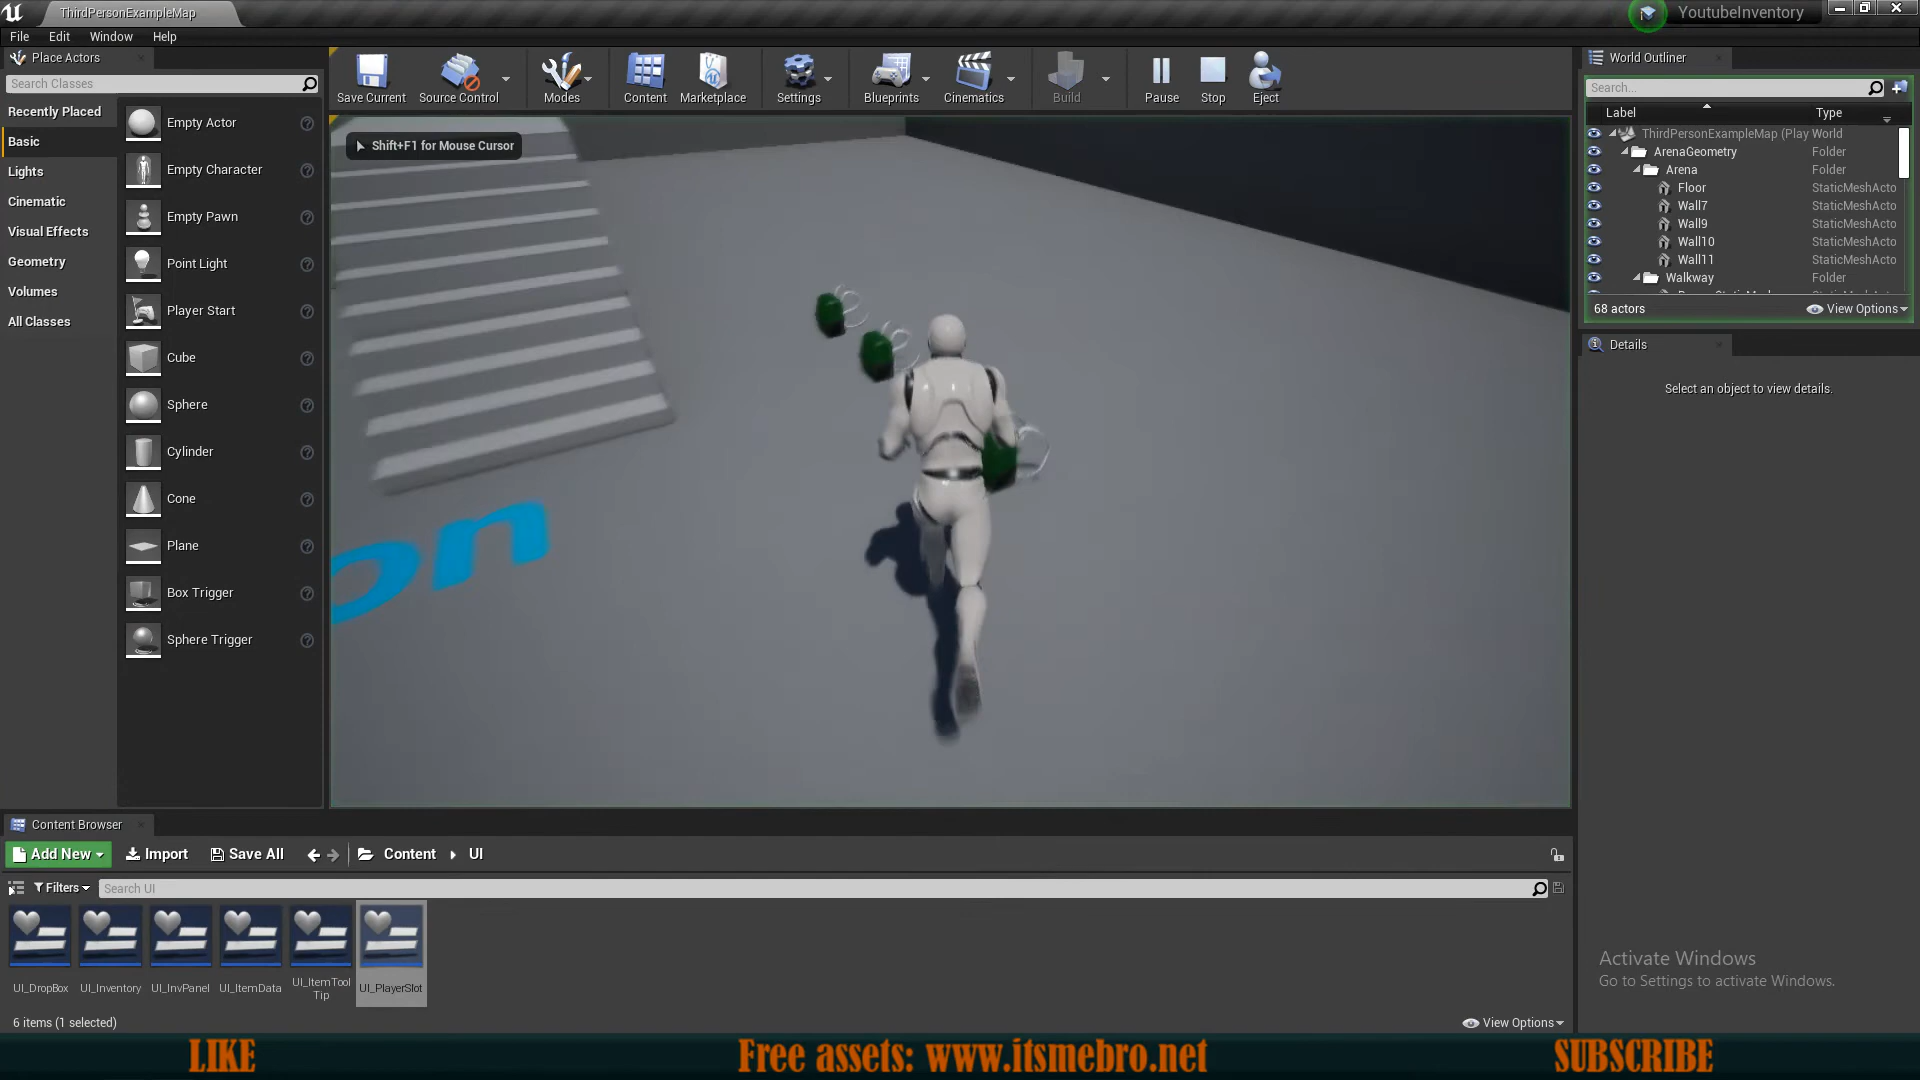 ThirdPersonExampleMap
YoutubeInventory
File Edit Window Help
Place Actors
Search Classes
Recently Placed
Basic
Lights
Cinematic
Visual Effects
Geometry
Volumes
All Classes
Empty Actor
Empty Character
Empty Pawn
Point Light
Player Start
Cube
Sphere
Cylinder
Cone
Plane
Box Trigger
Sphere Trigger
Save Current
Source Control
Modes
Content
Marketplace
Settings
Blueprints
Cinematics
Build
Pause
Stop
Eject
Shift+F1 for Mouse Cursor
on
World Outliner
Search...
Label Type
ThirdPersonExampleMap (Play World
ArenaGeometry Folder
Arena Folder
Floor StaticMeshActo
Wall7 StaticMeshActo
Wall9 StaticMeshActo
Wall10 StaticMeshActo
Wall11 StaticMeshActo
Walkway Folder
68 actors
View Options
Details
Select an object to view details.
Content Browser
Add New
Import
Save All
Content
UI
Filters
Search UI
UI_DropBox
UI_Inventory
UI_InvPanel
UI_ItemData
UI_ItemTool
Tip
UI_PlayerSlot
6 items (1 selected)
View Options
Activate Windows
Go to Settings to activate Windows.
LIKE
Free assets: www.itsmebro.net
SUBSCRIBE